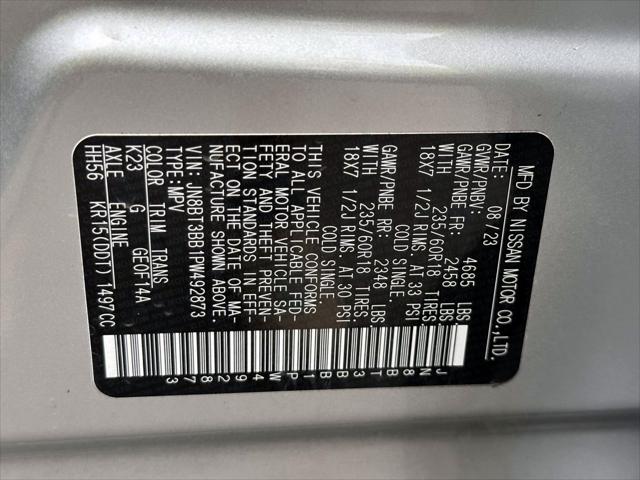 MFD BY NISSAN MOTOR CO.,LTD.
DATE: 08/23
GVWR/PNBV: 4685 LBS.
GAWR/PNBE FR: 2458 LBS.
WITH 235/60R18 TIRES,
18X7 1/2J RIMS, AT 33 PSI
COLD SINGLE.
GAWR/PNBE RR: 2348 LBS.
WITH 235/60R18 TIRES,
18X7 1/2J RIMS, AT 30 PSI
COLD SINGLE.
THIS VEHICLE CONFORMS
TO ALL APPLICABLE FED-
ERAL MOTOR VEHICLE SA-
FETY AND THEFT PREVEN-
TION STANDARDS IN EFF-
ECT ON THE DATE OF MA-
NUFACTURE SHOWN ABOVE.
VIN:JN8BT3BB1PW492873
TYPE:MPV
COLOR TRIM TRANS
K23 G GE0F14A
AXLE ENGINE
HH56 KR15(DDT) 1497CC
JN8BT3BB1PW492873